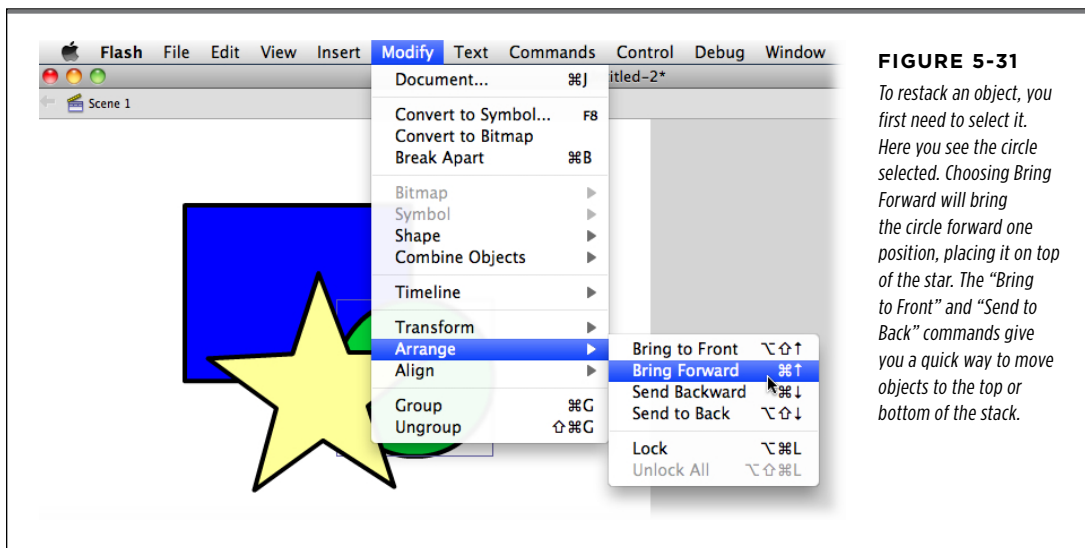 Flash File Edit View Insert Modify Text Commands Control Debug Window
itled-2*
Scene 1
Document... ⌘J
Convert to Symbol... F8
Convert to Bitmap
Break Apart ⌘B
Bitmap
Symbol
Shape
Combine Objects
Timeline
Transform
Arrange
Align
Group ⌘G
Ungroup ⇧⌘G
Bring to Front ⌥⇧↑
Bring Forward ⌘↑
Send Backward ⌘↓
Send to Back ⌥⇧↓
Lock ⌥⌘L
Unlock All ⌥⇧⌘L
FIGURE 5-31
To restack an object, you
first need to select it.
Here you see the circle
selected. Choosing Bring
Forward will bring
the circle forward one
position, placing it on top
of the star. The “Bring
to Front” and “Send to
Back” commands give
you a quick way to move
objects to the top or
bottom of the stack.